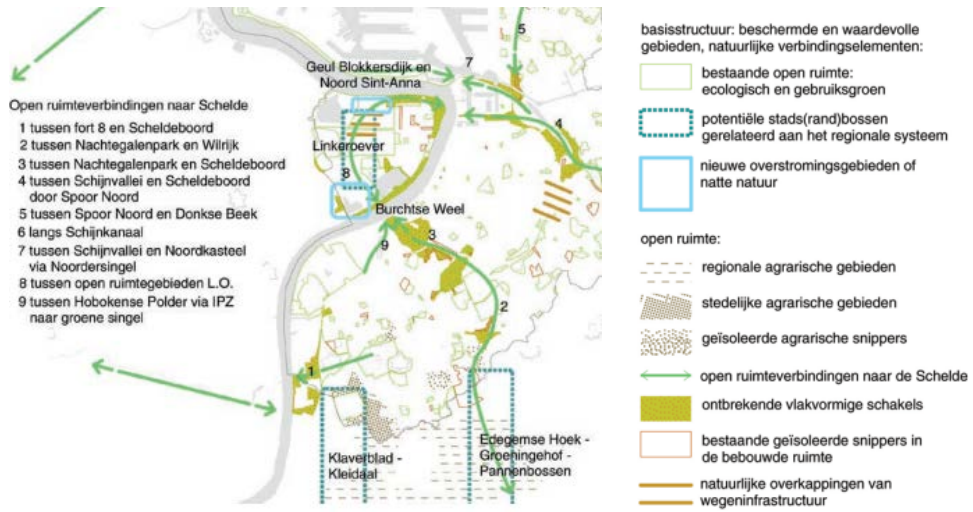 Geul Blokkersdijk en
Noord Sint-Anna
5
7
Open ruimteverbindingen naar Schelde
1 tussen fort 8 en Scheldeboord
2 tussen Nachtegalenpark en Wilrijk
3 tussen Nachtegalenpark en Scheldeboord
4 tussen Schijnvallei en Scheldeboord
door Spoor Noord
5 tussen Spoor Noord en Donkse Beek
6 langs Schijnkanaal
7 tussen Schijnvallei en Noordkasteel
via Noordersingel
8 tussen open ruimtegebieden L.O.
9 tussen Hobokense Polder via IPZ
naar groene singel
Linkeroever
4
8
Burchtse Weel
3
9
2
1
Klaverblad -
Kleidaal
Edegemse Hoek -
Groeningehof -
Pannenbossen
basisstructuur: beschermde en waardevolle
gebieden, natuurlijke verbindingselementen:
bestaande open ruimte:
ecologisch en gebruiksgroen
potentiële stads(rand)bossen
gerelateerd aan het regionale systeem
nieuwe overstromingsgebieden of
natte natuur
open ruimte:
regionale agrarische gebieden
stedelijke agrarische gebieden
geïsoleerde agrarische snippers
open ruimteverbindingen naar de Schelde
ontbrekende vlakvormige schakels
bestaande geïsoleerde snippers in
de bebouwde ruimte
natuurlijke overkappingen van
wegeninfrastructuur